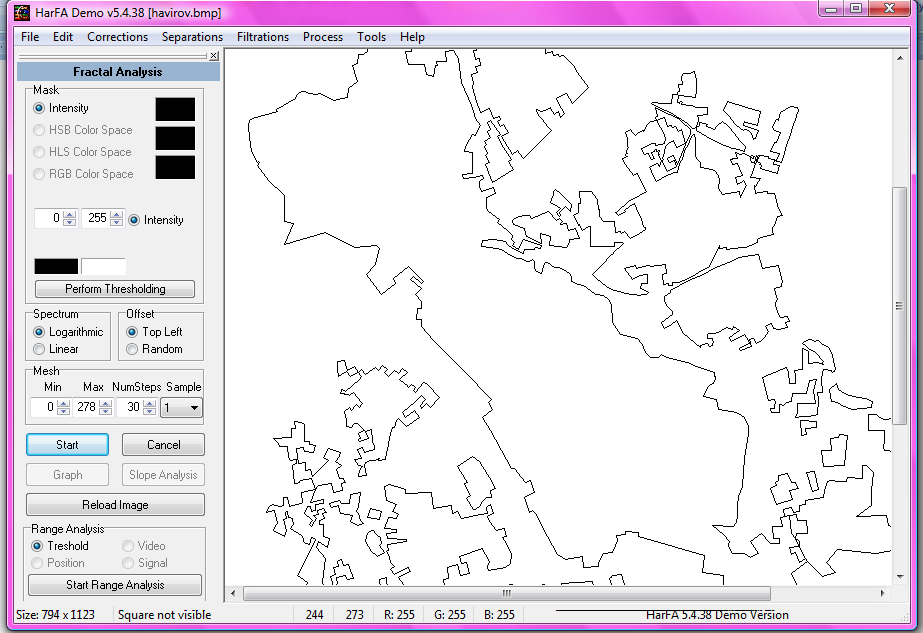 HarFA Demo v5.4.38 [havirov.bmp]
File Edit Corrections Separations Filtrations Process Tools Help
Fractal Analysis
Mask
Intensity
HSB Color Space
HLS Color Space
RGB Color Space
0 255 Intensity
Perform Thresholding
Spectrum Offset
Logarithmic Top Left
Linear Random
Mesh
Min Max NumSteps Sample
0 278 30 1
Start Cancel
Graph Slope Analysis
Reload Image
Range Analysis
Treshold Video
Position Signal
Start Range Analysis
Size: 794 x 1123 Square not visible 244 273 R: 255 G: 255 B: 255 HarFA 5.4.38 Demo Version